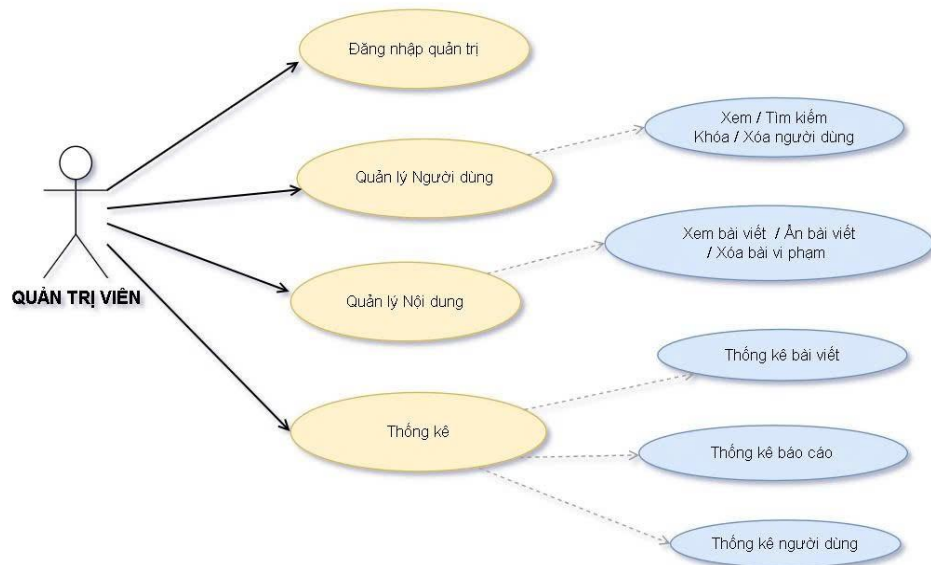 Đăng nhập quản trị
Xem / Tìm kiếm
Khóa / Xóa người dùng
Quản lý Người dùng
Xem bài viết / Ẩn bài viết
/ Xóa bài vi phạm
QUẢN TRỊ VIÊN
Quản lý Nội dung
Thống kê bài viết
Thống kê
Thống kê báo cáo
Thống kê người dùng